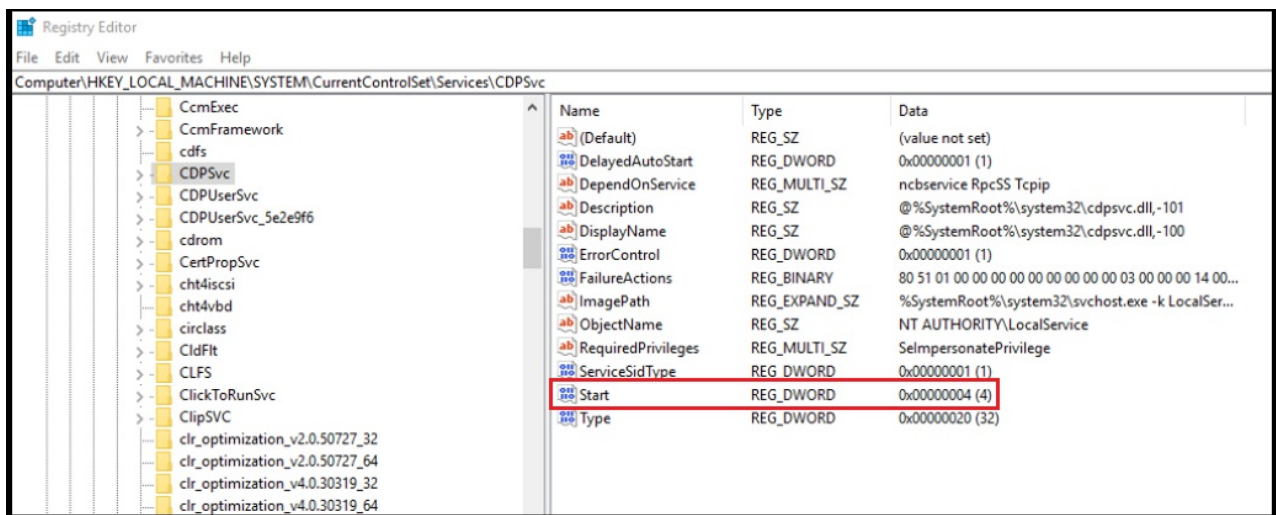 Registry Editor
File Edit View Favorites Help
Computer\HKEY_LOCAL_MACHINE\SYSTEM\CurrentControlSet\Services\CDPSvc
CcmExec
CcmFramework
cdfs
CDPSvc
CDPUserSvc
CDPUserSvc_5e2e9f6
cdrom
CertPropSvc
cht4iscsi
cht4vbd
circlass
CldFlt
CLFS
ClickToRunSvc
ClipSVC
clr_optimization_v2.0.50727_32
clr_optimization_v2.0.50727_64
clr_optimization_v4.0.30319_32
clr_optimization_v4.0.30319_64
Name Type Data
(Default) REG_SZ (value not set)
DelayedAutoStart REG_DWORD 0x00000001 (1)
DependOnService REG_MULTI_SZ ncbservice RpcSS Tcpip
Description REG_SZ @%SystemRoot%\system32\cdpsvc.dll,-101
DisplayName REG_SZ @%SystemRoot%\system32\cdpsvc.dll,-100
ErrorControl REG_DWORD 0x00000001 (1)
FailureActions REG_BINARY 80 51 01 00 00 00 00 00 00 00 00 00 03 00 00 00 14 00...
ImagePath REG_EXPAND_SZ %SystemRoot%\system32\svchost.exe -k LocalSer...
ObjectName REG_SZ NT AUTHORITY\LocalService
RequiredPrivileges REG_MULTI_SZ SeImpersonatePrivilege
ServiceSidType REG_DWORD 0x00000001 (1)
Start REG_DWORD 0x00000004 (4)
Type REG_DWORD 0x00000020 (32)